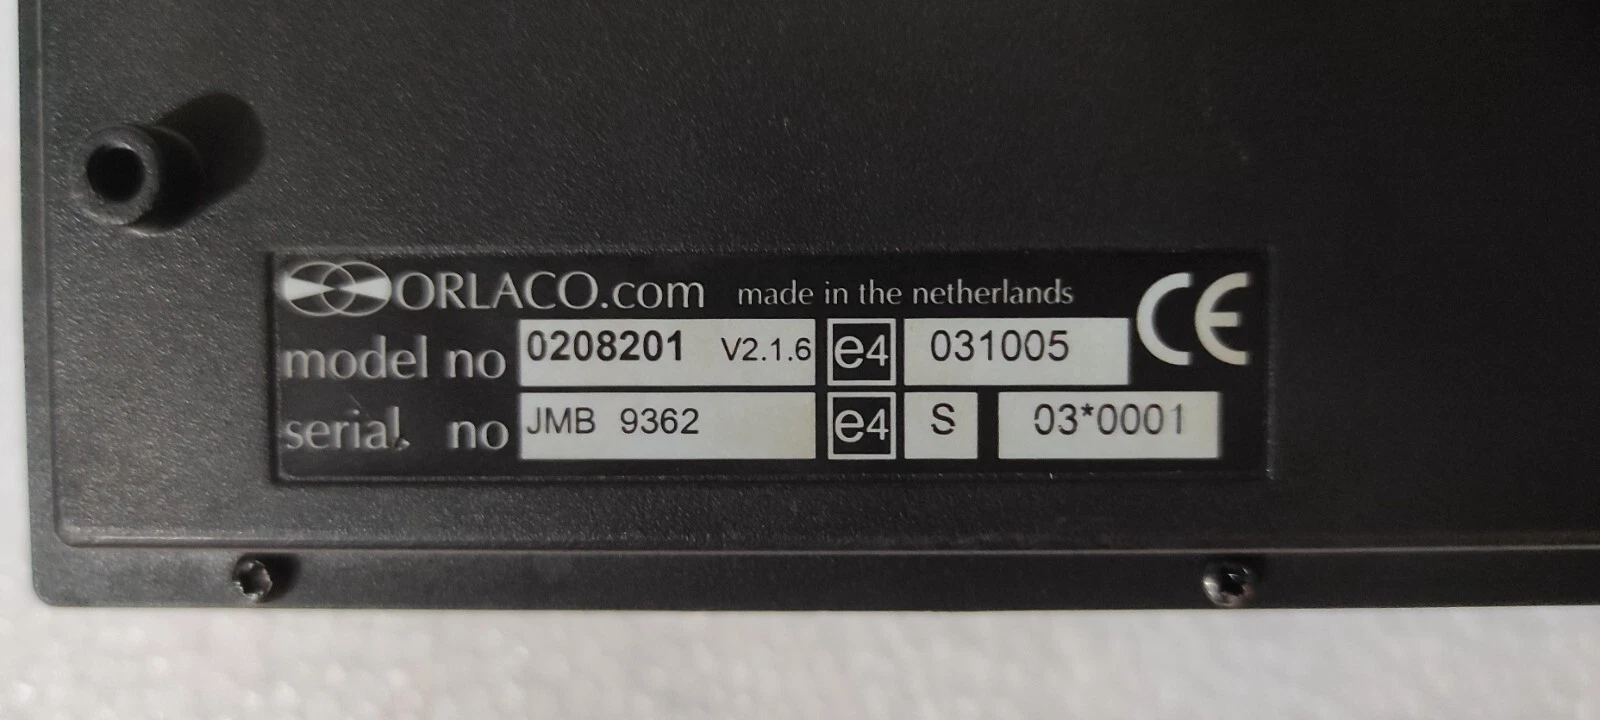 ORLACO.com made in the netherlands CE
model no 0208201 V2.1.6 e4 031005
serial no JMB 9362 e4 S 03*0001